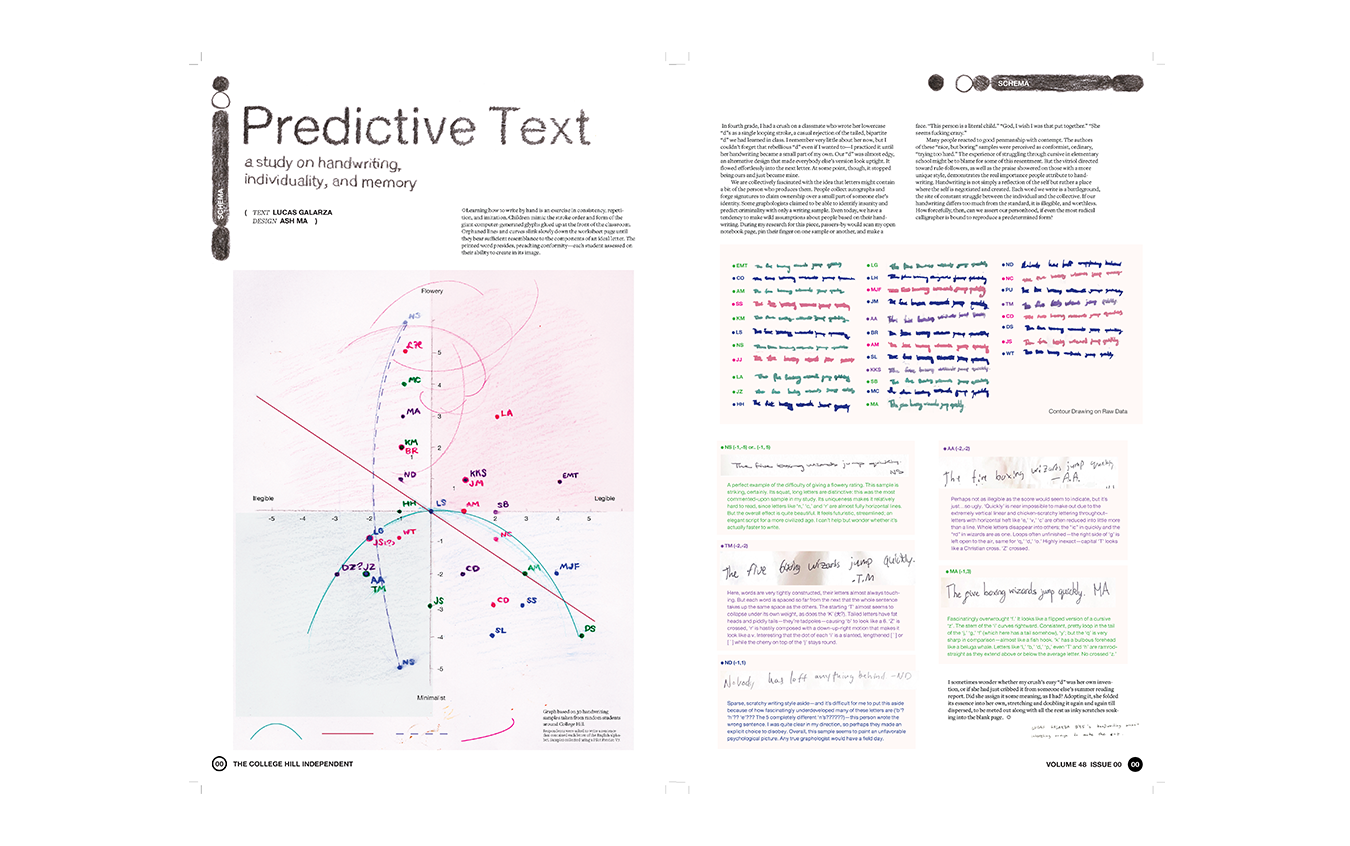 SCHEMA
Predictive Text
a study on handwriting,
individuality, and memory
( TEXT LUCAS GALARZA
DESIGN ASH MA )
Learning how to write by hand is an exercise in consistency, repeti-
tion, and imitation. Children mimic the stroke order and form of the
giant computer-generated glyphs glued up at the front of the classroom.
Orphaned lines and curves slink slowly down the worksheet page until
they bear sufficient resemblance to the components of an ideal letter. The
printed word presides, preaching conformity—each student assessed on
their ability to create in its image.
Flowery
NS
5
MC
4
MA
3
LA
KM
BR
2
ND
KKS
JM
EMT
1
Illegible
Legible
HH
LS
AM
SB
-5
-4
-3
-2
-1
1
2
3
4
5
LG
JS(?)
WT
NC
-1
DZ? JZ
AA
TM
-2
CD
AM
MJF
JS
-3
CD
SS
SL
-4
DS
NS
-5
Minimalist
Graph based on 30 handwriting
samples taken from random students
around College Hill.
00 THE COLLEGE HILL INDEPENDENT
SCHEMA
In fourth grade, I had a crush on a classmate who wrote her lowercase
"d"s as a single looping stroke, a casual rejection of the tailed, bipartite
"d" we had learned in class. I remember very little about her now, but I
couldn't forget that rebellious "d" even if I wanted to—I practiced it until
her handwriting became a small part of my own. Our "d" was almost edgy,
an alternative design that made everybody else's version look upright. It
flowed effortlessly into the next letter. At some point, though, it stopped
being ours and just became mine.
We are collectively fascinated with the idea that letters might contain
a bit of the person who produces them. People collect autographs and
forge signatures to claim ownership over a small part of someone else's
identity. Some graphologists claimed to be able to identify insanity and
predict criminality with only a writing sample. Even today, we have a
tendency to make wild assumptions about people based on their hand-
writing. During my research for this piece, passers-by would scan my open
notebook page, pin their finger on one sample or another, and make a
face. "This person is a literal child." "God, I wish I was that put together." "She
seems fucking crazy."
Many people reacted to good penmanship with contempt. The authors
of these "nice, but boring" samples were perceived as conformist, ordinary,
"trying too hard." The experience of struggling through cursive in elementary
school might be to blame for some of this resentment. But the vitriol directed
toward rule-followers, as well as the praise showered on those with a more
unique style, demonstrates the real importance people attribute to hand-
writing. Handwriting is not simply a reflection of the self but rather a place
where the self is negotiated and created. Each word we write is a battleground,
the site of constant struggle between the individual and the collective. If our
handwriting differs too much from the standard, it is illegible, and worthless.
How forcefully, then, can we assert our personhood, if even the most radical
calligrapher is bound to reproduce a predetermined form?
EMT
CD
AM
SS
KM
LS
NS
JJ
LA
JZ
HH
LG
LH
MJF
JM
AA
BR
AM
SL
KKS
SB
MC
MA
ND
NC
PU
TM
CD
DS
JS
WT
Contour Drawing on Raw Data
NS (-1,-5) or, (-1, 5)
The five boxing wizards jump quickly.
NS
A perfect example of the difficulty of giving a flowery rating. This sample is
striking, certainly. Its equal, long letters are distinctive: this was the most
commented-upon sample in my study. Its uniqueness makes it relatively
hard to read, since letters like 'n,' 'c,' and 'r' are almost fully horizontal lines.
But the overall effect is quite beautiful. It feels futuristic, streamlined; an
elegant script for a more civilized age. I can't help but wonder whether it's
actually faster to write.
TM (-2,-2)
The five boxing wizards jump quickly.
-T.M
Here, words are very tightly constructed, their letters almost always touch-
ing. But each word is spaced so far from the next that the whole sentence
takes up the same space as the others. The starting 'T' almost seems to
collapse under its own weight, as does the 'K' (k?). Tailed letters have fat
heads and piddly tails—they're tadpoles—causing 'b' to look like a 6. 'Z' is
crossed, 'r' is hastily composed with a down-up-right motion that makes it
look like a v. Interesting that the dot of each 'i' is a slanted, lengthened [ ' ] or
[ ` ] while the cherry on top of the 'j' stays round.
ND (-1,1)
Nobody has left anything behind -ND
Sparse, scratchy writing style aside—and it's difficult for me to put this aside
because of how fascinatingly underdeveloped many of these letters are ('b'?
'h'?? 'e'??? The 5 completely different 'n's??????)—this person wrote the
wrong sentence. I was quite clear in my direction, so perhaps they made an
explicit choice to disobey. Overall, this sample seems to paint an unfavorable
psychological picture. Any true graphologist would have a field day.
AA (-2,-2)
The five boxing wizards jump quickly
-A.A.
Perhaps not as illegible as the score would seem to indicate, but it's
just...so ugly. 'Quickly' is near impossible to make out due to the
extremely vertical linear and chicken-scratchy lettering throughout–
letters with horizontal heft like 'e,' 'v,' 'c' are often reduced into little more
than a line. Whole letters disappear into others; the "ic" in quickly and the
"rd" in wizards are as one. Loops often unfinished—the right side of 'g' is
left open to the air, same for 'q,' 'd,' 'b.' Highly inexact—capital 'T' looks
like a Christian cross. 'Z' crossed.
MA (-1,3)
The five boxing wizards jump quickly. MA
Fascinatingly overwrought 'f.' It looks like a flipped version of a cursive
'z'. The stem of the 'i' curves rightward. Consistent, pretty loop in the tail
of the 'j,' 'g,' 'f' (which here has a tail somehow), 'y'; but the 'q' is very
sharp in comparison—almost like a fish hook. 'k' has a bulbous forehead
like a beluga whale. Letters like 'l,' 'b,' 'd,' 'p,' even 'T' and 'h' are ramrod-
straight as they extend above or below the average letter. No crossed 'z.'
I sometimes wonder whether my crush's easy "d" was her own inven-
tion, or if she had just cribbed it from someone else's summer reading
report. Did she assign it some meaning, as I had? Adopting it, she folded
its essence into her own, stretching and doubling it again and again till
dispersed, to be meted out along with all the rest as inky scratches soak-
ing into the blank page.
VOLUME 48 ISSUE 00 00